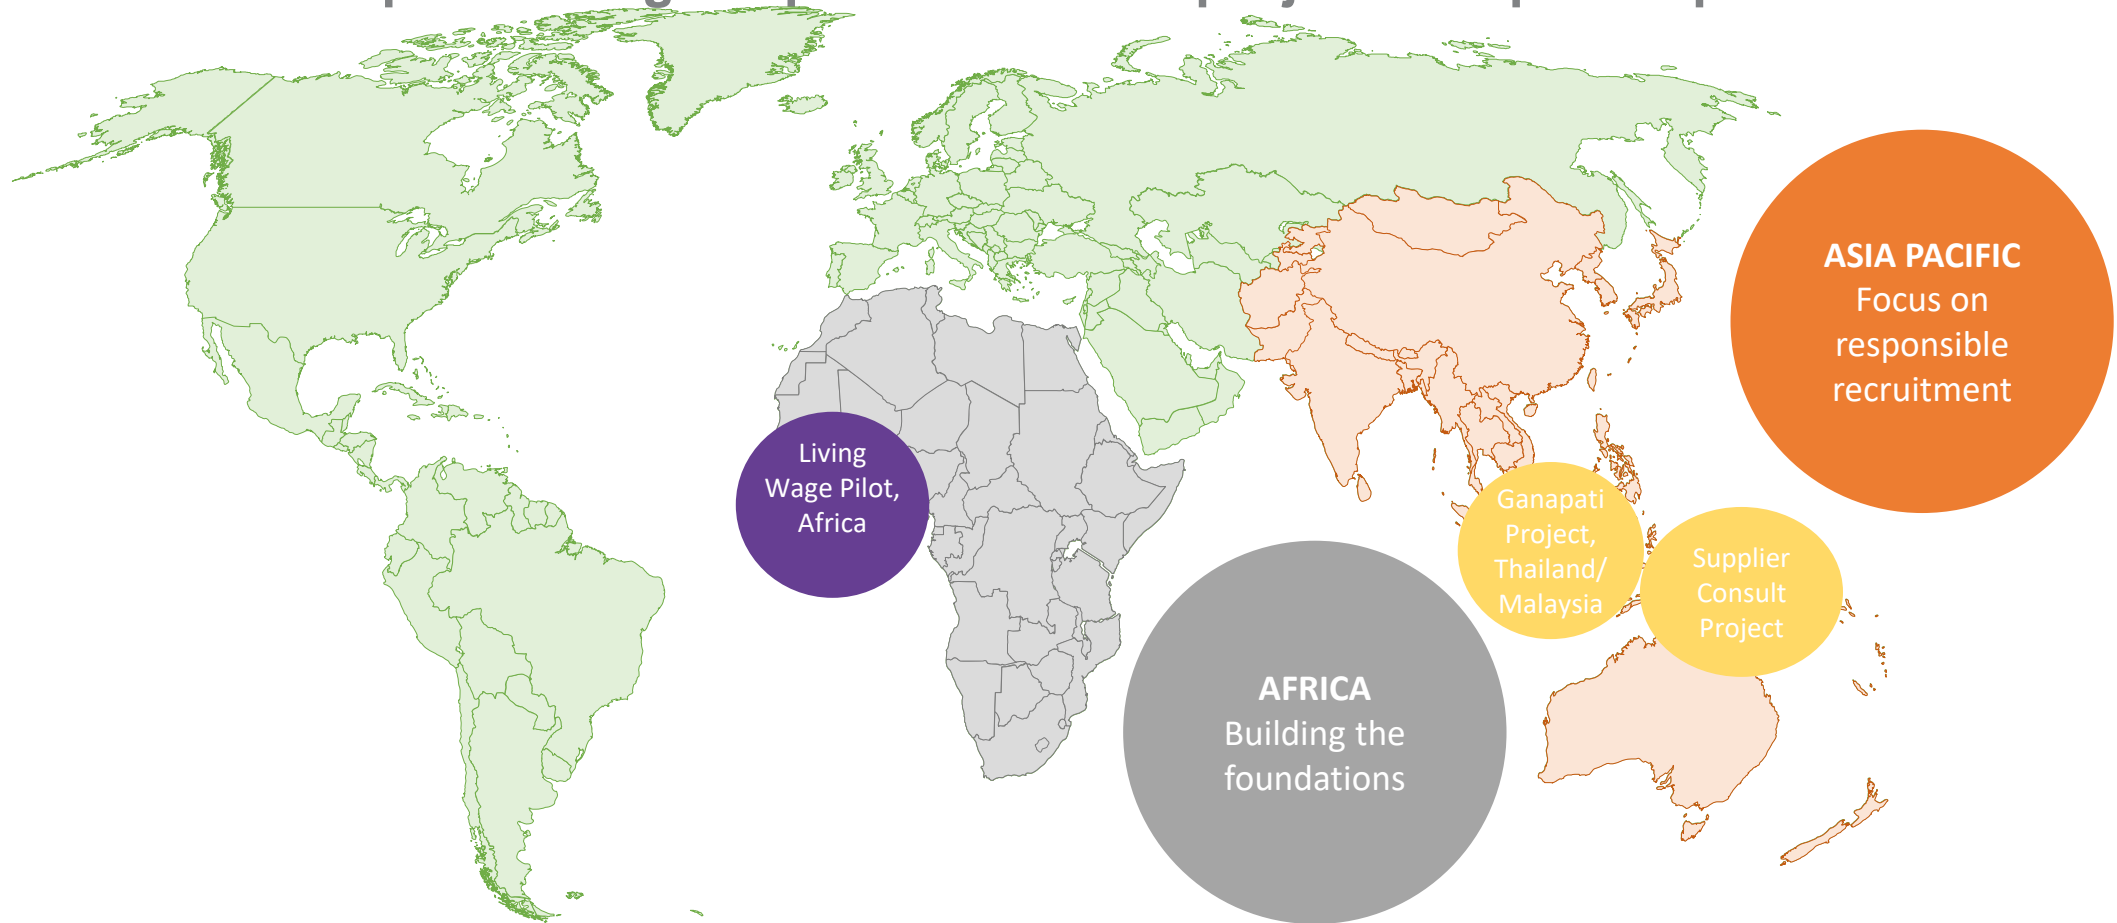 ASIA PACIFIC
Focus on
responsible
recruitment
Living
Wage Pilot,
Africa
Ganapati
Project,
Thailand/
Malaysia
Supplier
Consult
Project
AFRICA
Building the
foundations